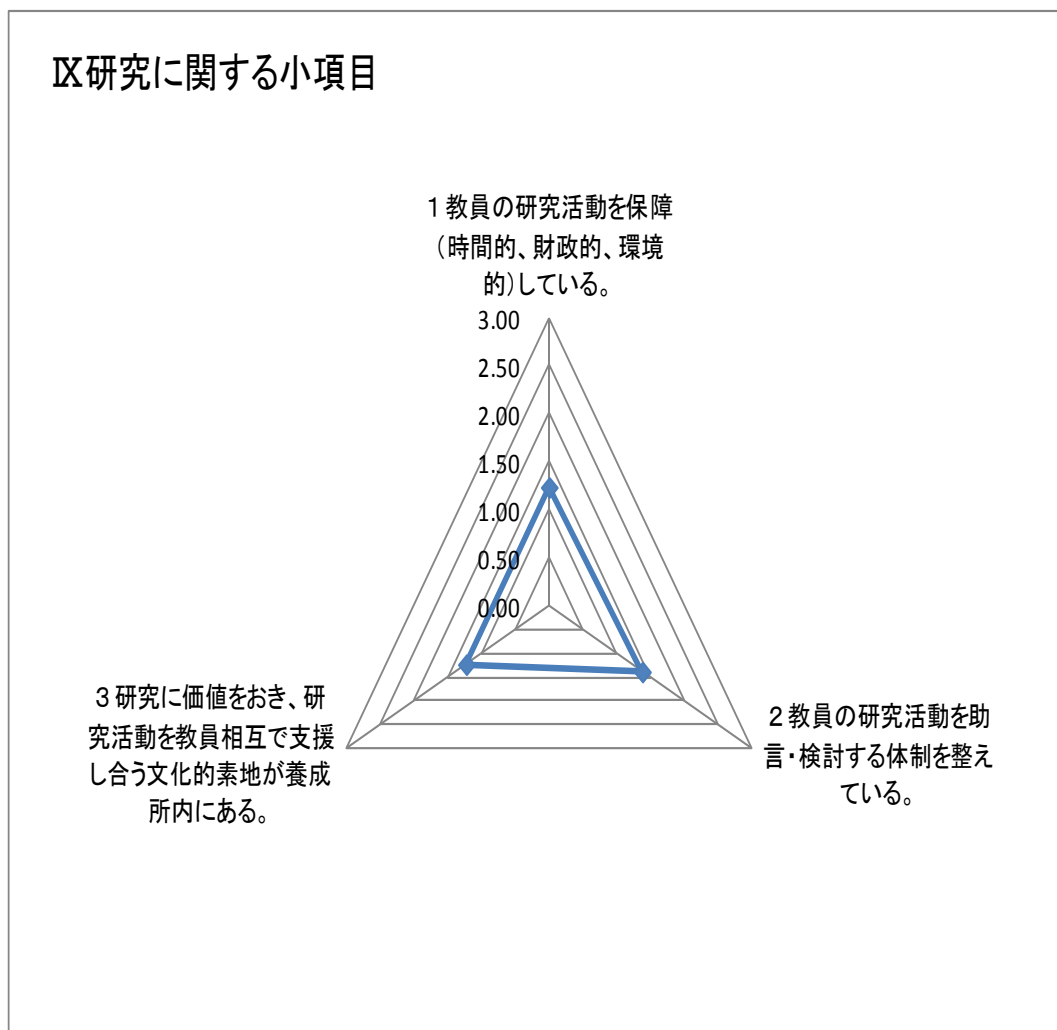 Ⅸ研究に関する小項目
１教員の研究活動を保障
（時間的、財政的、環境
的）している。
3.00
2.50
2.00
1.50
1.00
0.50
0.00
３研究に価値をおき、研
究活動を教員相互で支援
し合う文化的素地が養成
所内にある。
２教員の研究活動を助
言・検討する体制を整え
ている。